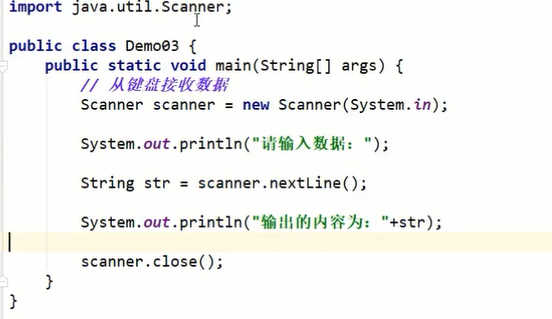 import java.util.Scanner;
public class Demo03 {
public static void main(String[] args) {
// 从键盘接收数据
Scanner scanner = new Scanner(System.in);
System.out.println("请输入数据：");
String str = scanner.nextLine();
System.out.println("输出的内容为："+str);
scanner.close();
}
}